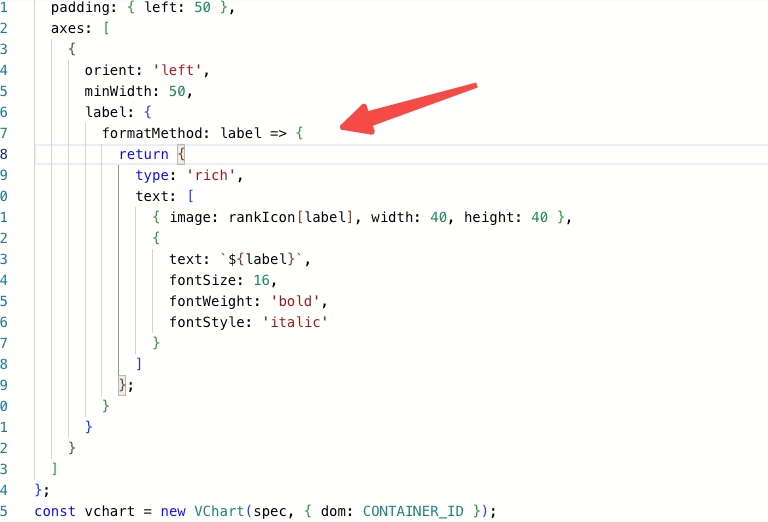 1 padding: { left: 50 },
2 axes: [
3 {
4 orient: 'left',
5 minWidth: 50,
6 label: {
7 formatMethod: label => {
8 return {
9 type: 'rich',
0 text: [
1 { image: rankIcon[label], width: 40, height: 40 },
2 {
3 text: `${label}`,
4 fontSize: 16,
5 fontWeight: 'bold',
6 fontStyle: 'italic'
7 }
8 ]
9 };
0 }
1 }
2 }
3 ]
4 };
5 const vchart = new VChart(spec, { dom: CONTAINER_ID });